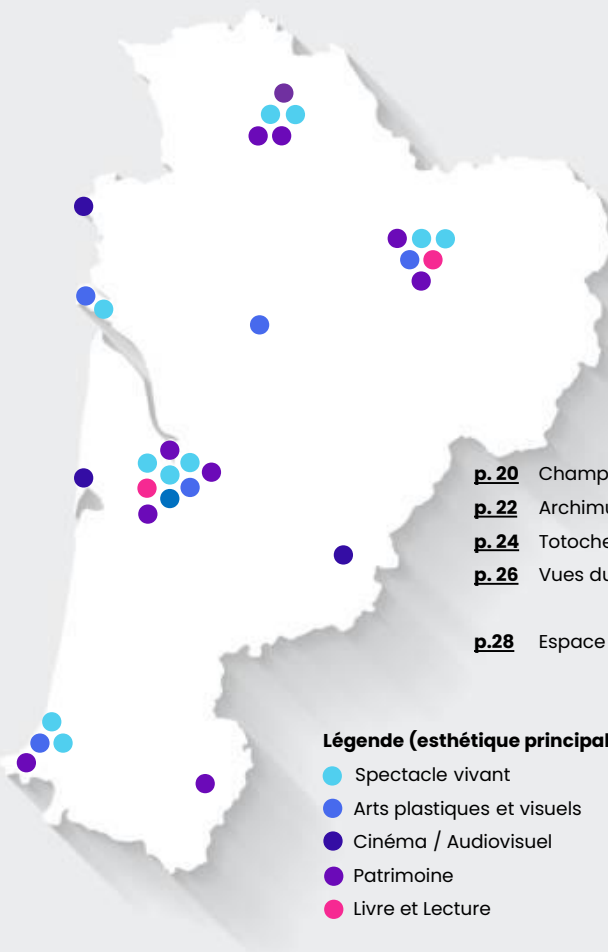 p. 20 Champ
p. 22 Archimu
p. 24 Totoche
p. 26 Vues du
p.28 Espace
Légende (esthétique principal
Spectacle vivant
Arts plastiques et visuels
Cinéma / Audiovisuel
Patrimoine
Livre et Lecture